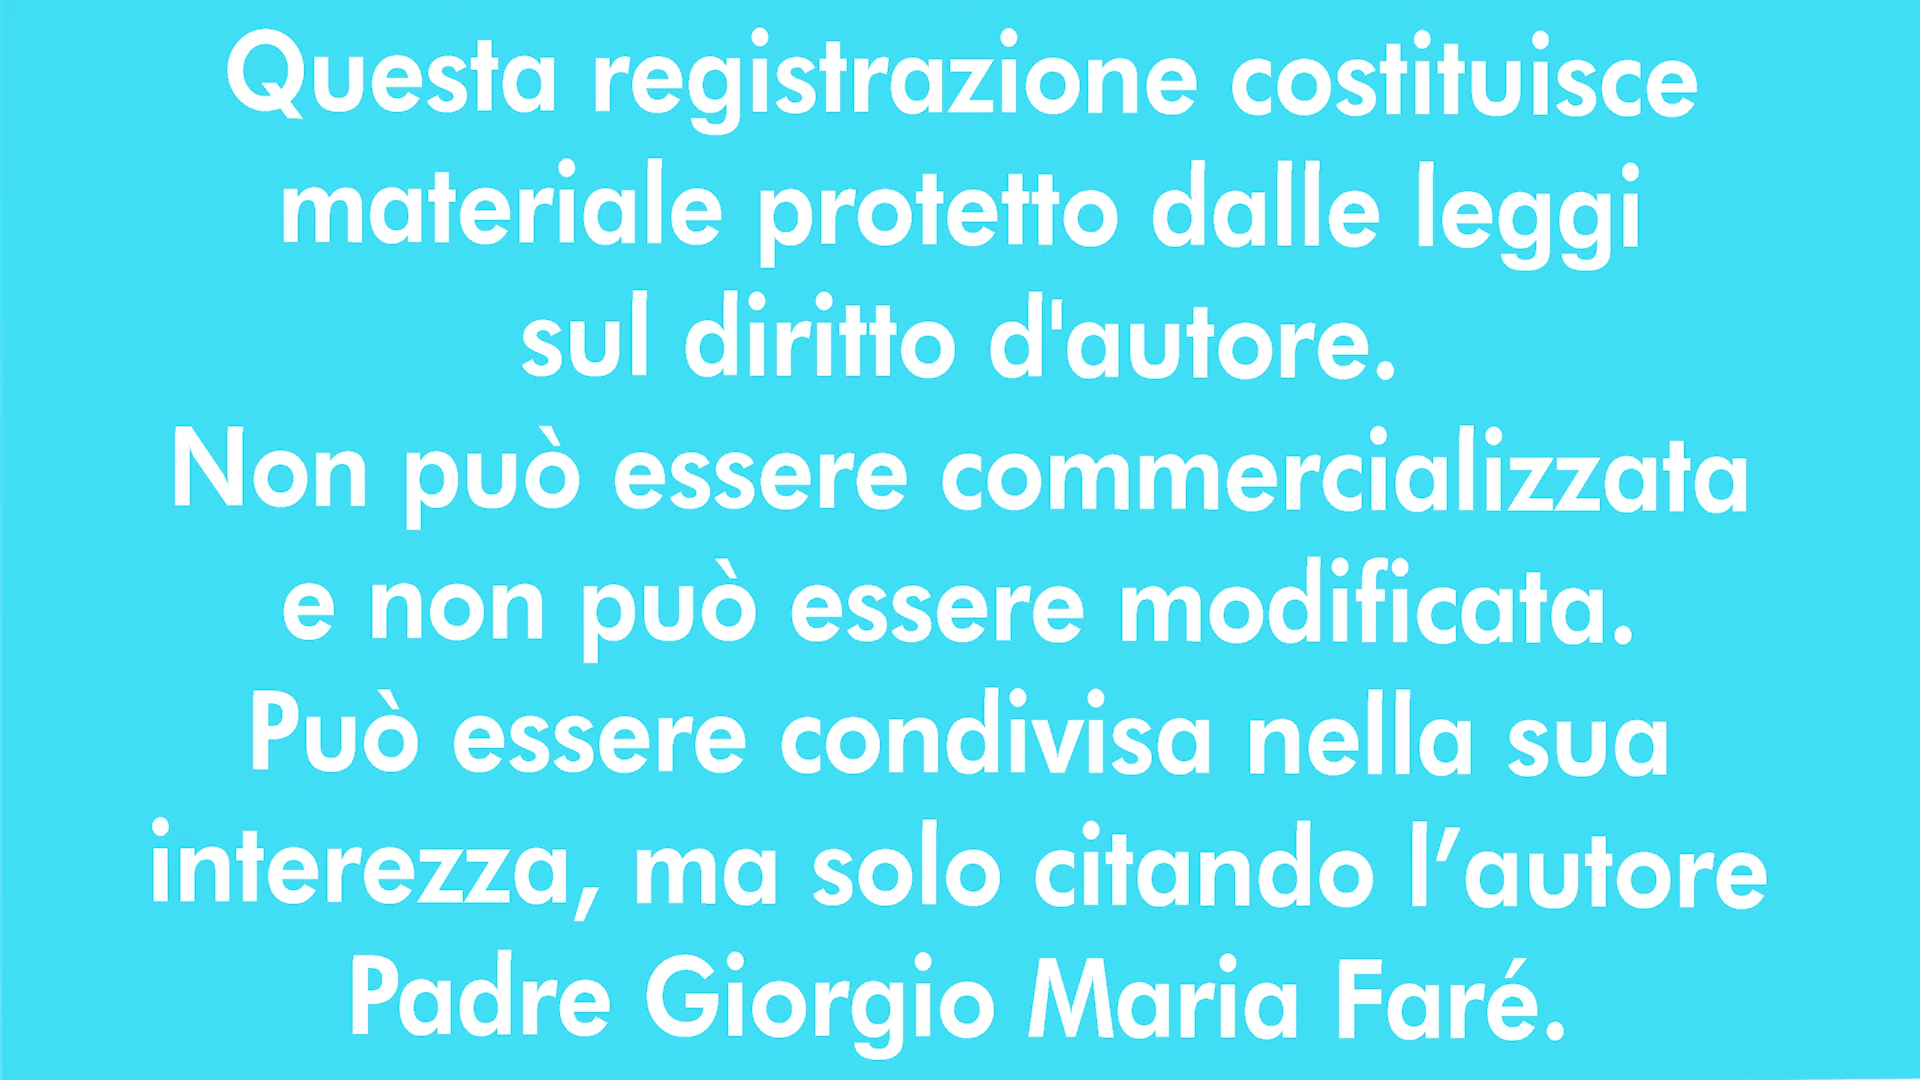 Questa registrazione costituisce
materiale protetto dalle leggi
sul diritto d'autore.
Non può essere commercializzata
e non può essere modificata.
Può essere condivisa nella sua
interezza, ma solo citando l’autore
Padre Giorgio Maria Faré.